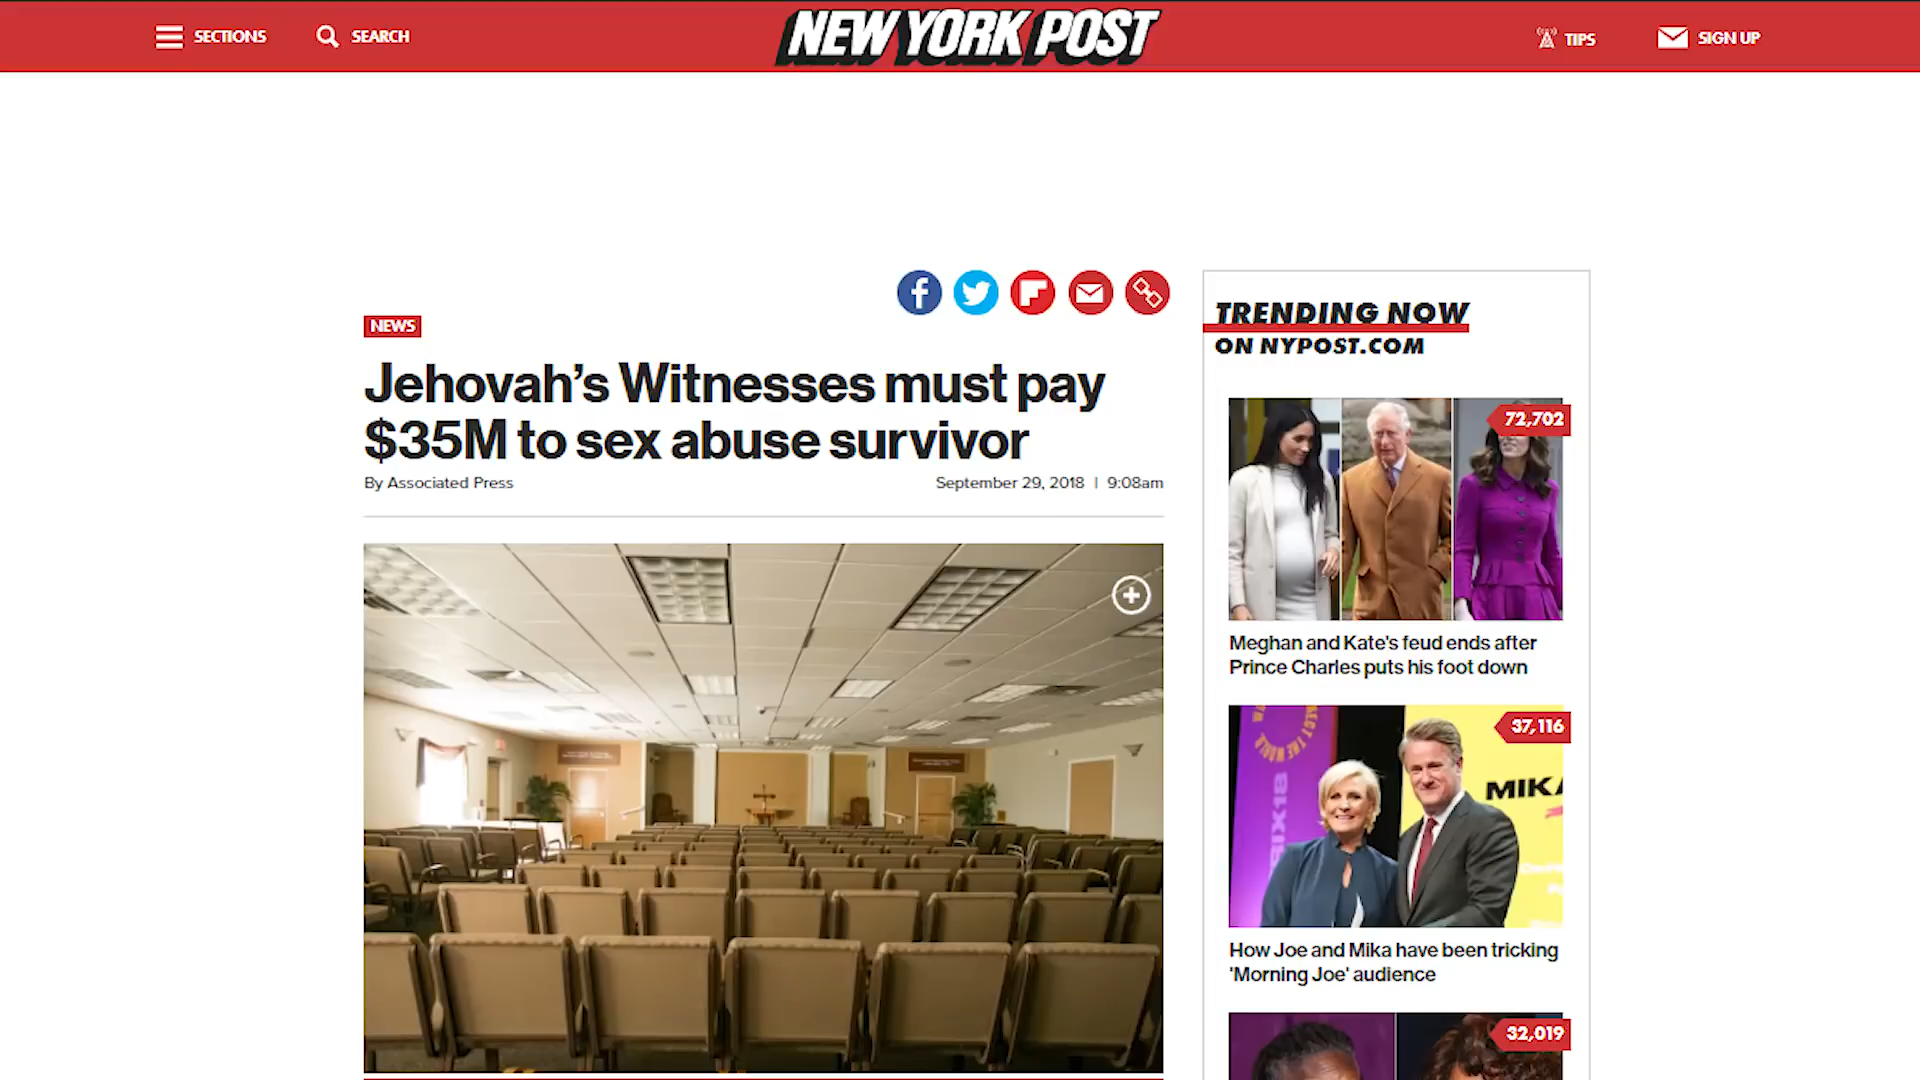 SECTIONS
SEARCH
NEW YORK POST
TIPS
SIGN UP
NEWS
Jehovah’s Witnesses must pay
$35M to sex abuse survivor
By Associated Press
September 29, 2018 | 9:08am
TRENDING NOW
ON NYPOST.COM
72,702
Meghan and Kate's feud ends after
Prince Charles puts his foot down
37,116
MIKA
How Joe and Mika have been tricking
'Morning Joe' audience
32,019